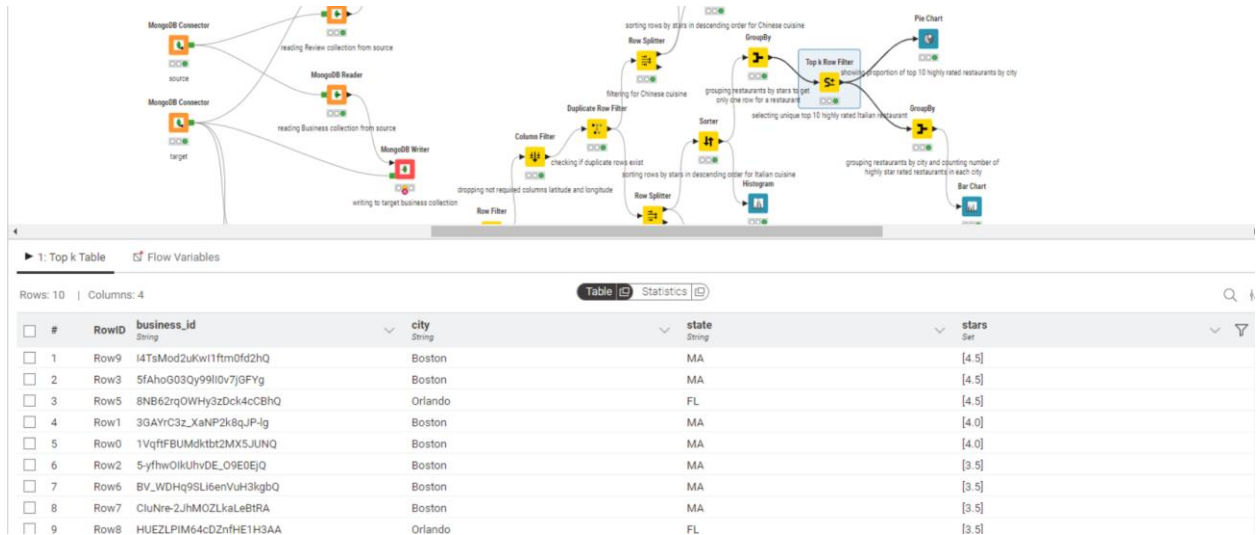 MongoDB Connector
source
MongoDB Connector
target
reading Review collection from source
MongoDB Reader
reading Business collection from source
MongoDB Writer
writing to target business collection
Column Filter
dropping not required columns latitude and longitude
Row Filter
Duplicate Row Filter
checking if duplicate rows exist
sorting rows by stars in descending order for Chinese cuisine
Row Splitter
filtering for Chinese cuisine
Row Splitter
Sorter
sorting rows by stars in descending order for Italian cuisine
Histogram
GroupBy
grouping restaurants by stars to get
only one row for a restaurant
Top k Row Filter
selecting unique top 10 highly rated Italian restaurant
Pie Chart
showing proportion of top 10 highly rated restaurants by city
GroupBy
grouping restaurants by city and counting number of
highly star rated restaurants in each city
Bar Chart
1: Top k Table Flow Variables
Rows: 10 | Columns: 4 Table Statistics
# RowID business_id city state stars
String String String Set
1 Row9 I4TsMod2uKwI1ftm0fd2hQ Boston MA [4.5]
2 Row3 5fAhoG03Qy99lI0v7jGFYg Boston MA [4.5]
3 Row5 8NB62rqOWHy3zDck4cCBhQ Orlando FL [4.5]
4 Row1 3GAYrC3z_XaNP2k8qJP-lg Boston MA [4.0]
5 Row0 1VqftFBUMdktbt2MX5JUNQ Boston MA [4.0]
6 Row2 5-yfhwOIkUhvDE_O9E0EjQ Boston MA [3.5]
7 Row6 BV_WDHq9SLi6enVuH3kgbQ Boston MA [3.5]
8 Row7 CIuNre-2JhMOZLkaLeBtRA Boston MA [3.5]
9 Row8 HUEZLPIM64cDZnfHE1H3AA Orlando FL [3.5]